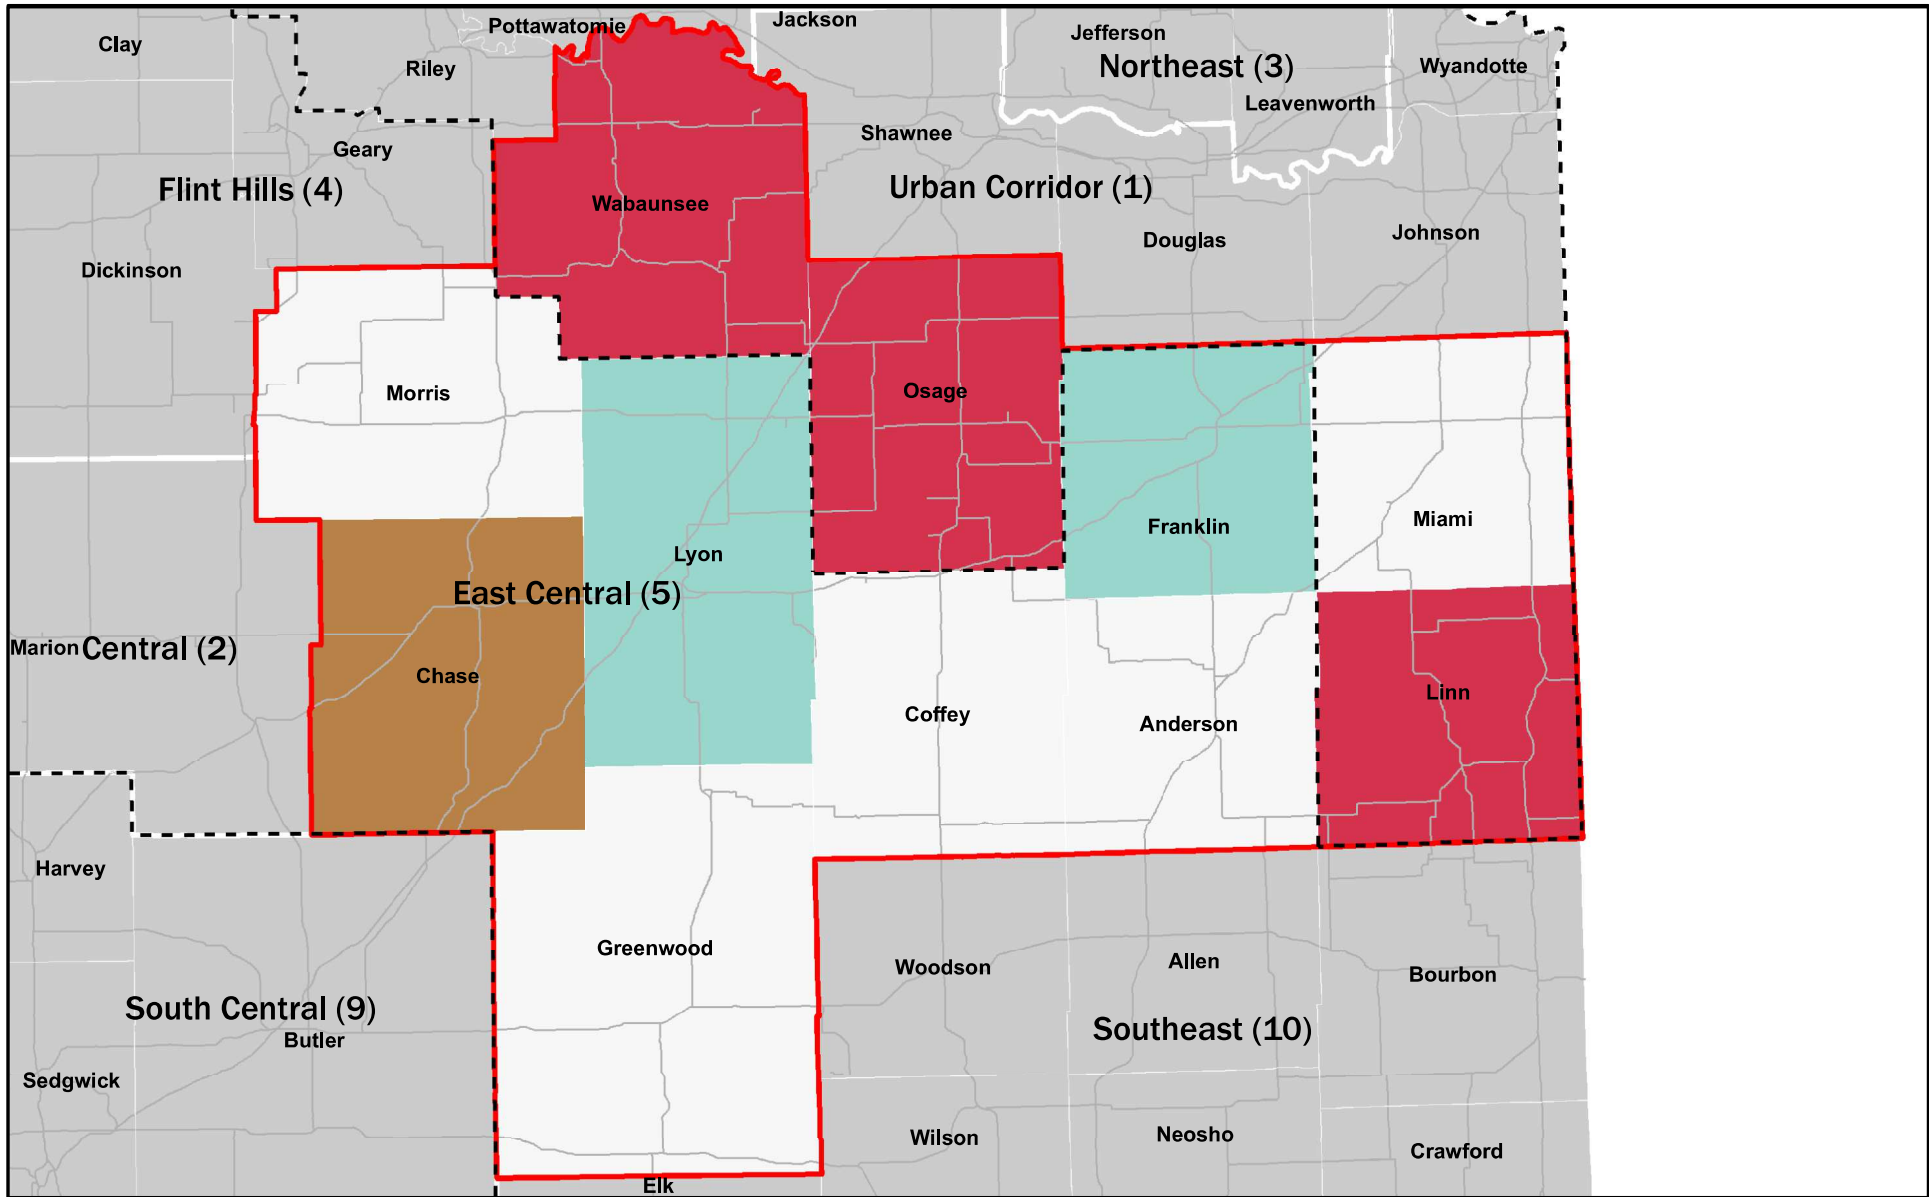 Pottawatomie
Jackson
Clay
Jefferson
Riley
Northeast (3)
Wyandotte
Leavenworth
Shawnee
Geary
Flint Hills (4)
Urban Corridor (1)
Wabaunsee
Johnson
Douglas
Dickinson
Morris
Osage
Miami
Franklin
Lyon
East Central (5)
Marion
Central (2)
Chase
Linn
Coffey
Anderson
Harvey
Greenwood
Woodson
Allen
Bourbon
South Central (9)
Southeast (10)
Butler
Sedgwick
Wilson
Neosho
Crawford
Elk